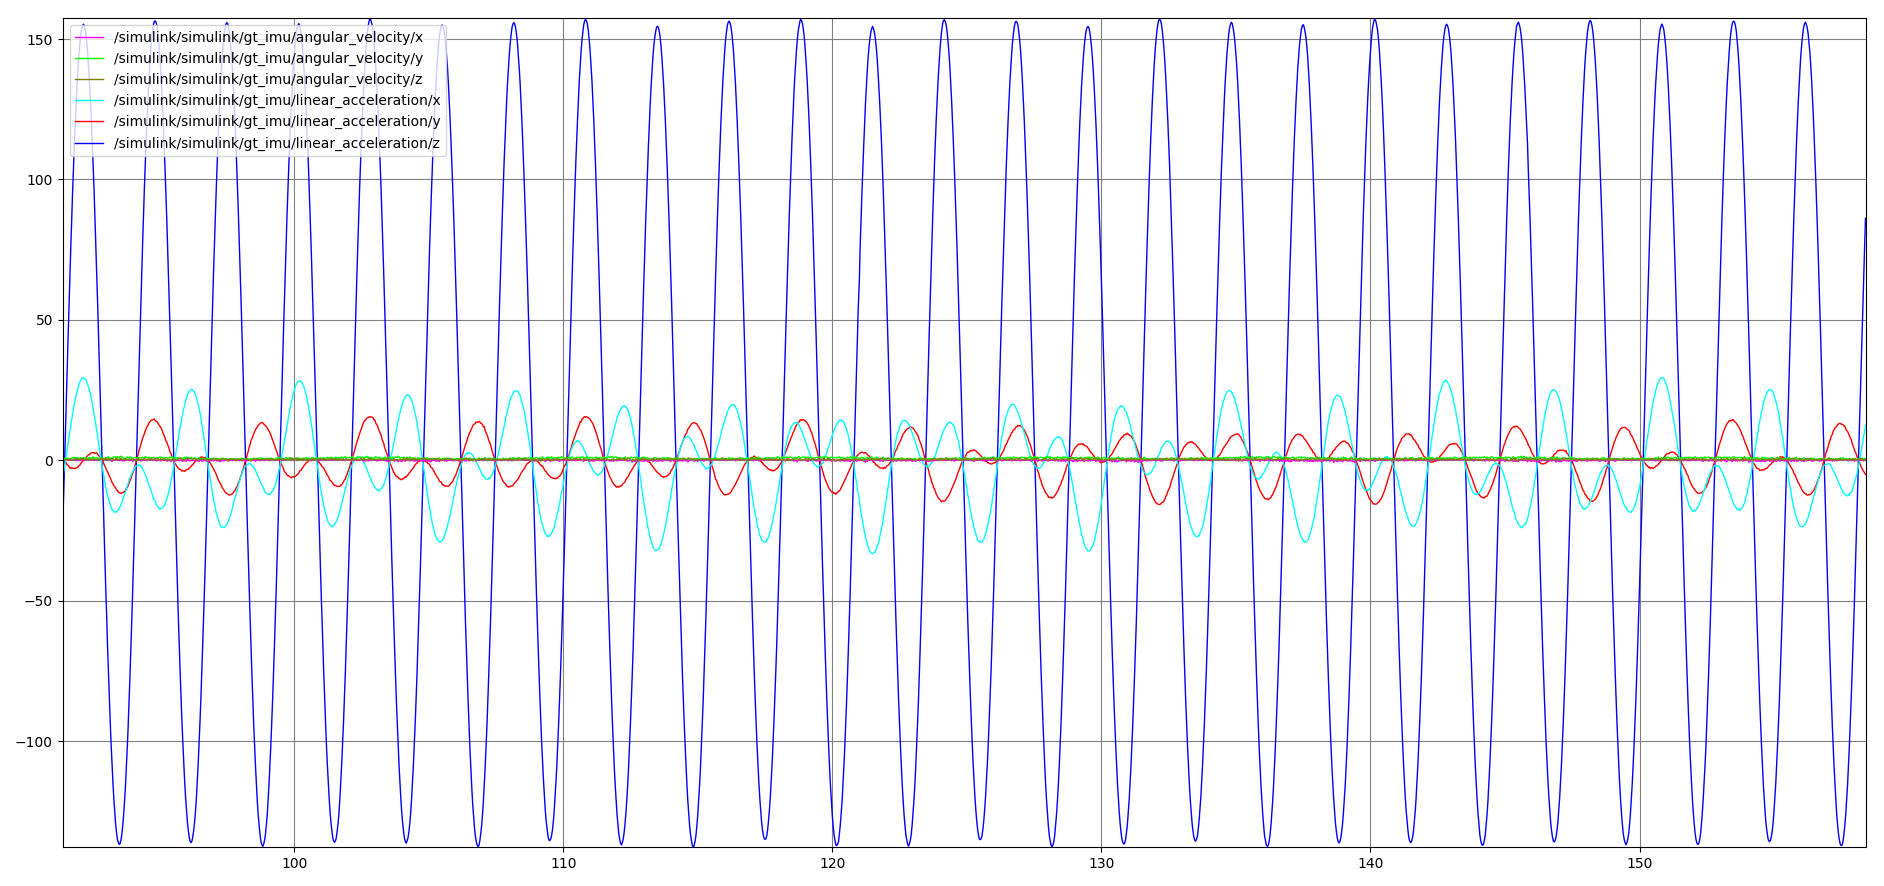 /simulink/simulink/gt_imu/angular_velocity/x
/simulink/simulink/gt_imu/angular_velocity/y
/simulink/simulink/gt_imu/angular_velocity/z
/simulink/simulink/gt_imu/linear_acceleration/x
/simulink/simulink/gt_imu/linear_acceleration/y
/simulink/simulink/gt_imu/linear_acceleration/z
150
100
50
0
−50
−100
100 110 120 130 140 150